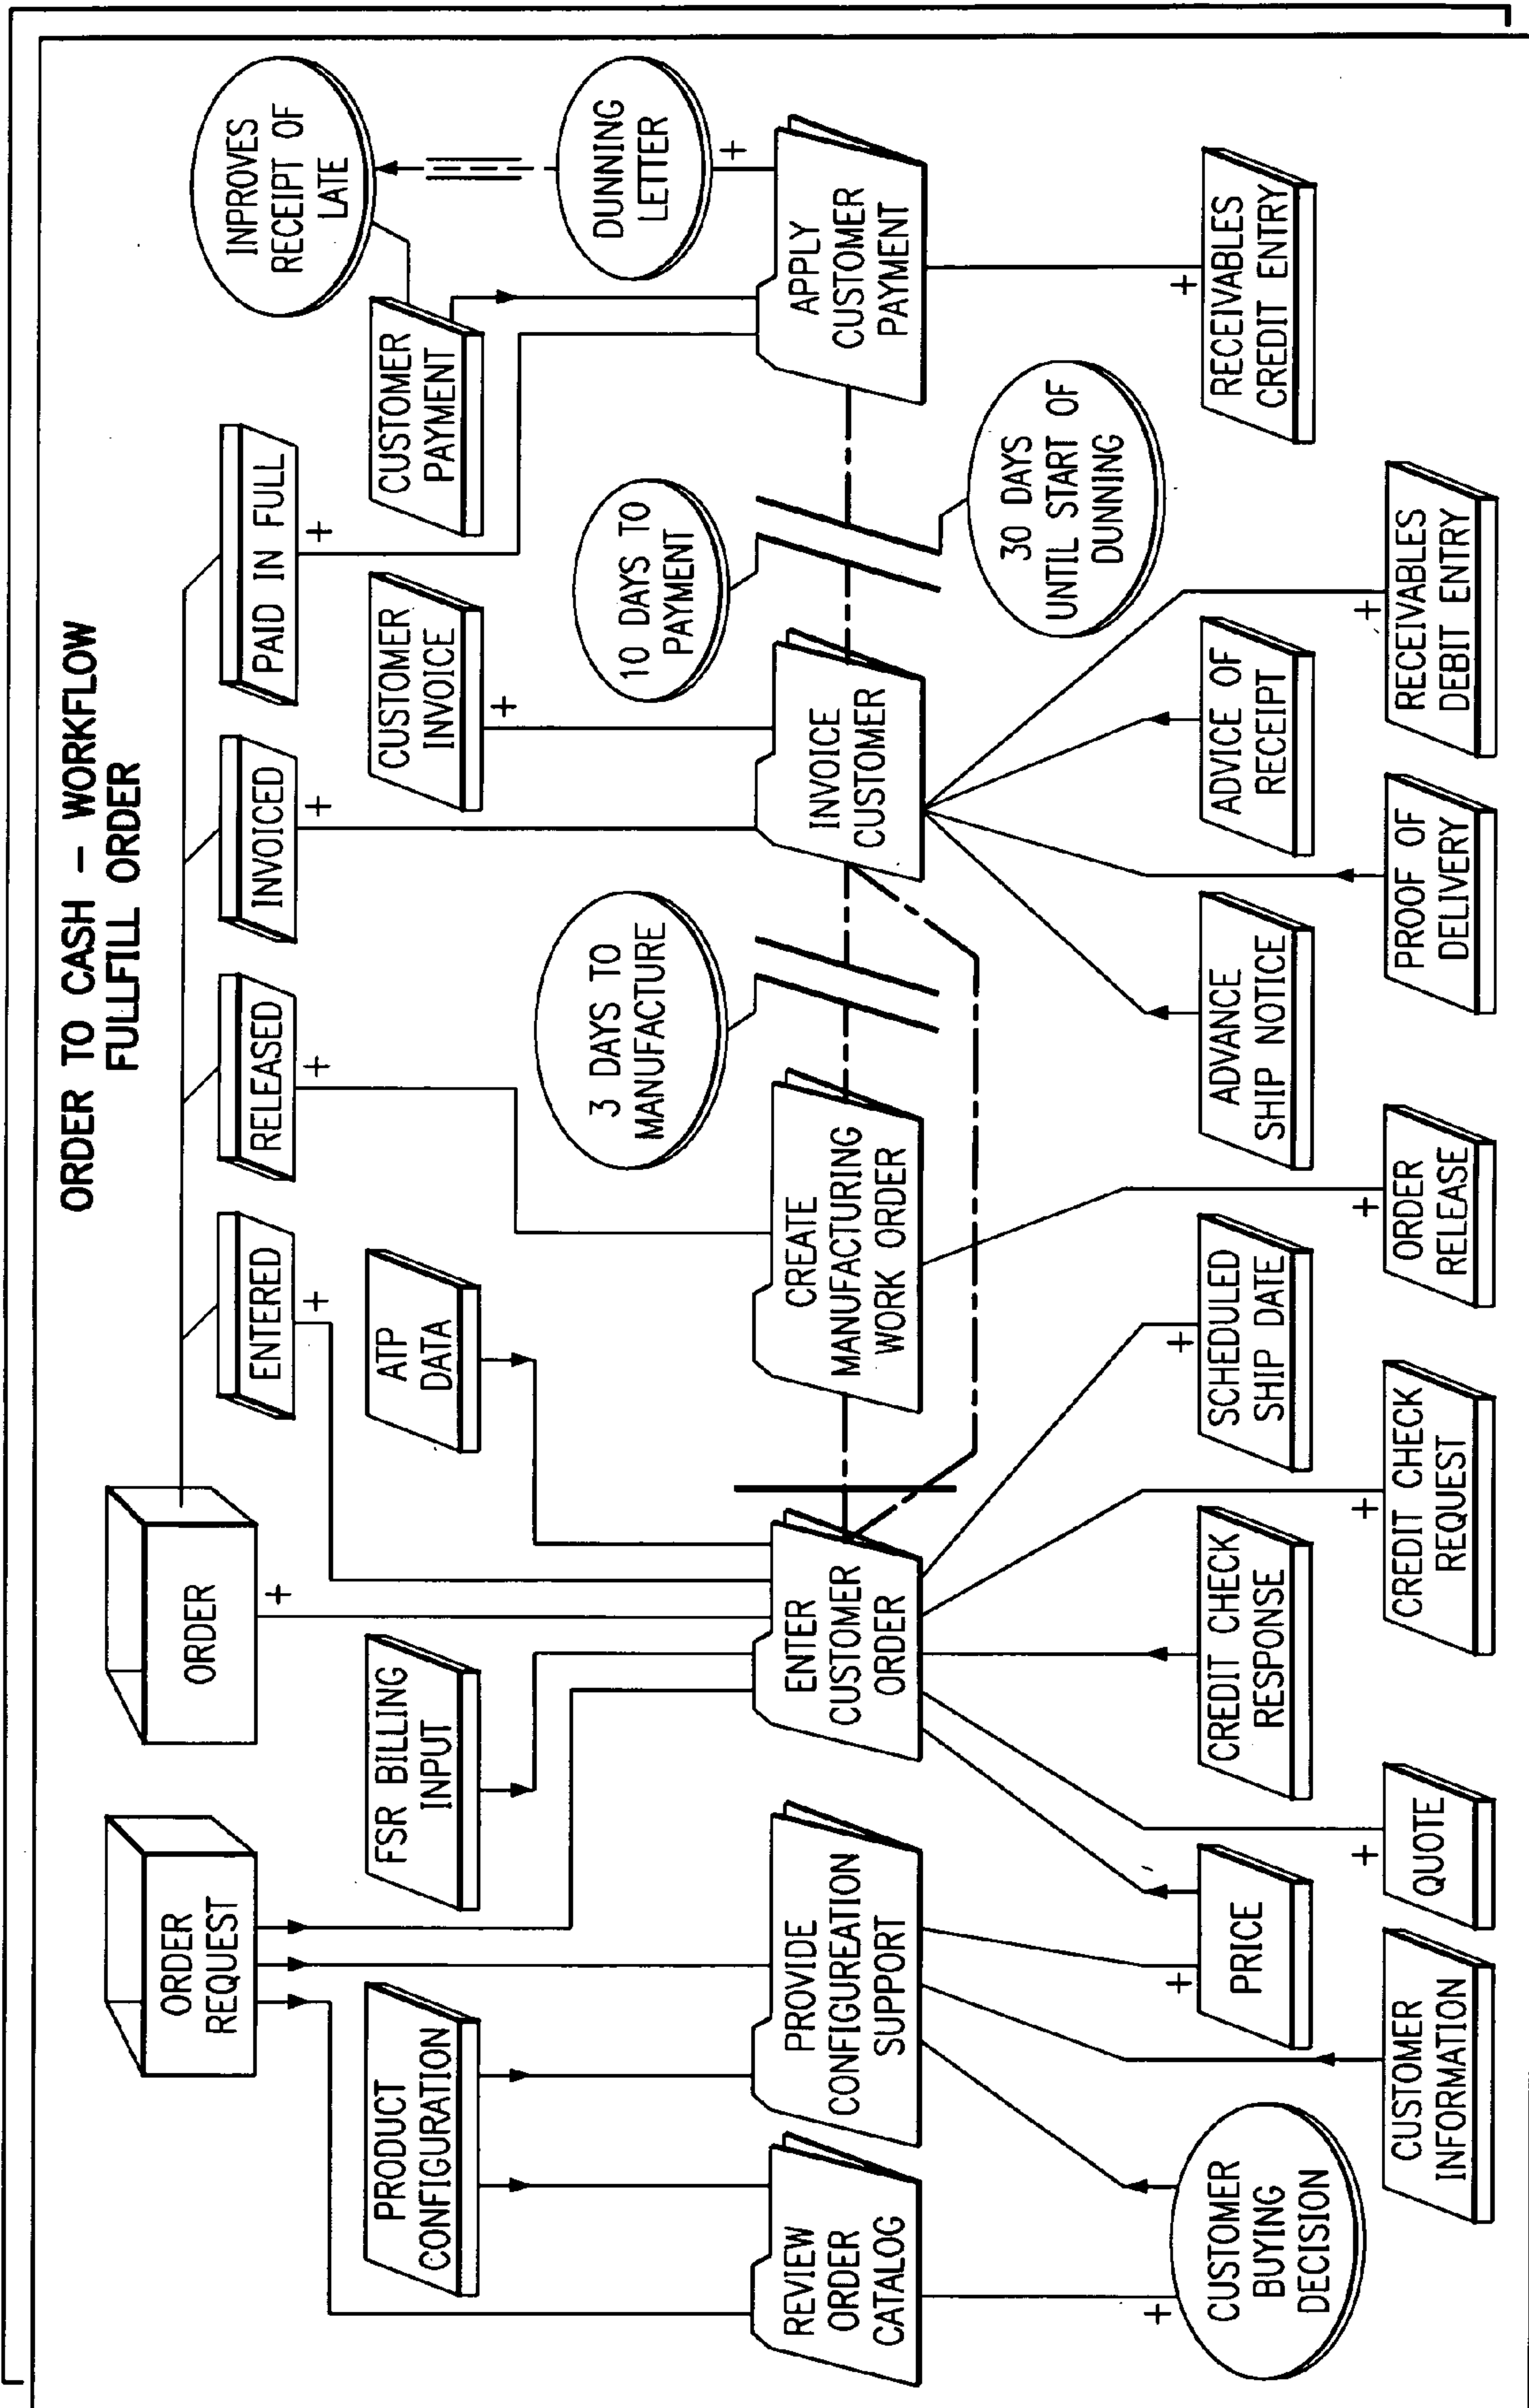 ORDER TO CASH - WORKFLOW
FULLFILL ORDER
ORDER
REQUEST
ORDER
ENTERED
RELEASED
INVOICED
PAID IN FULL
INPROVES
RECEIPT OF
LATE
PRODUCT
CONFIGURATION
FSR BILLING
INPUT
ATP
DATA
CUSTOMER
INVOICE
CUSTOMER
PAYMENT
3 DAYS TO
MANUFACTURE
10 DAYS TO
PAYMENT
DUNNING
LETTER
REVIEW
ORDER
CATALOG
PROVIDE
CONFIGUREATION
SUPPORT
ENTER
CUSTOMER
ORDER
CREATE
MANUFACTURING
WORK ORDER
INVOICE
CUSTOMER
APPLY
CUSTOMER
PAYMENT
30 DAYS
UNTIL START OF
DUNNING
CUSTOMER
BUYING
DECISION
PRICE
CREDIT CHECK
RESPONSE
SCHEDULED
SHIP DATE
ADVANCE
SHIP NOTICE
ADVICE OF
RECEIPT
RECEIVABLES
CREDIT ENTRY
CUSTOMER
INFORMATION
QUOTE
CREDIT CHECK
REQUEST
ORDER
RELEASE
PROOF OF
DELIVERY
RECEIVABLES
DEBIT ENTRY